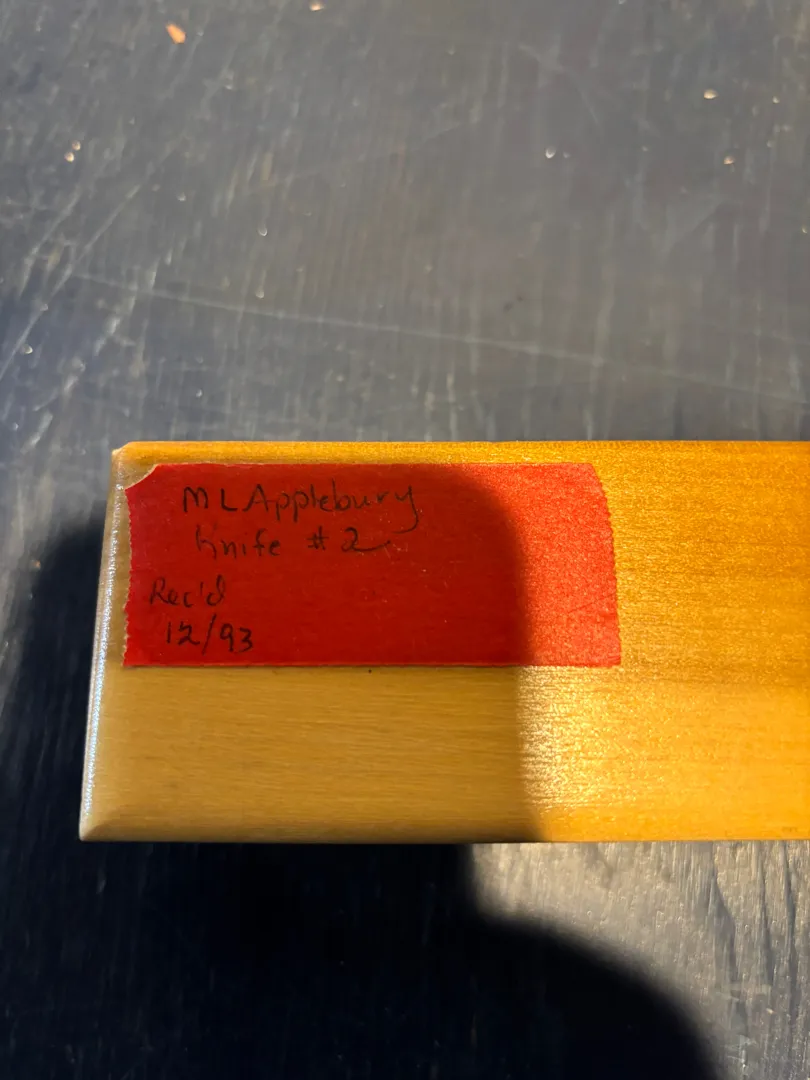 M L Applebury
Knife #2
Rec'd
12/93